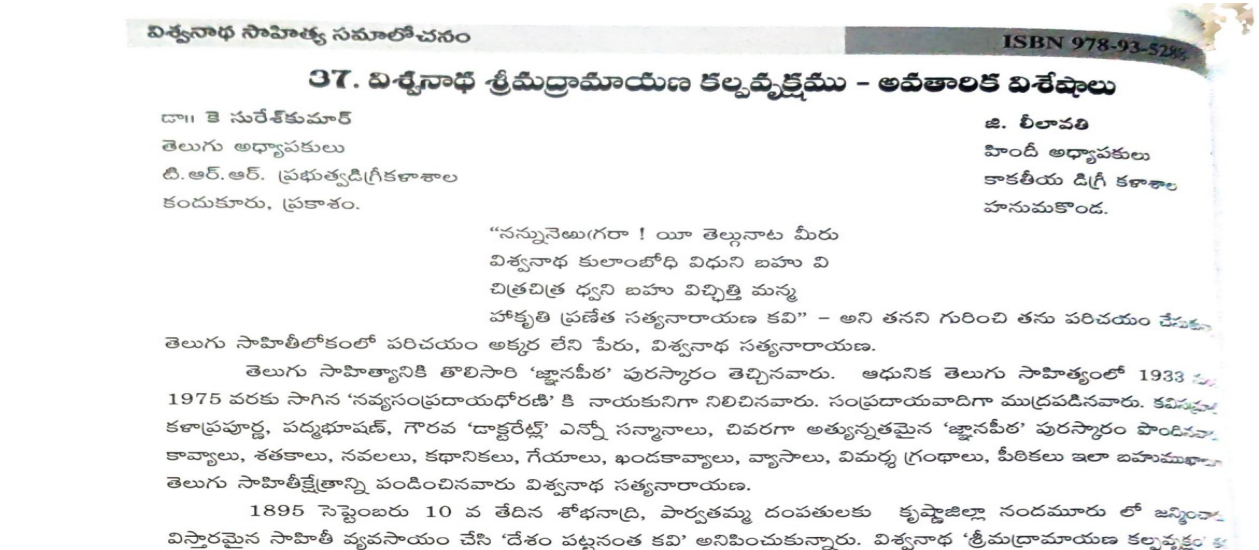 విశ్వనాథ సాహిత్య సమాలోచనం
ISBN 978-93-5288
37. విశ్వనాథ శ్రీమద్రామాయణ కల్పవృక్షము - అవతారిక విశేషాలు
డా॥ కె సురేశ్‌కుమార్
తెలుగు అధ్యాపకులు
టి.ఆర్.ఆర్. ప్రభుత్వడిగ్రీకళాశాల
కందుకూరు, ప్రకాశం.
జి. లీలావతి
హిందీ అధ్యాపకులు
కాకతీయ డిగ్రీ కళాశాల
హనుమకొండ.
“నన్నునెఱుఁగరా ! యీ తెల్గునాట మీరు
విశ్వనాథ కులాంబోధి విధుని బహు వి
చిత్రచిత్ర ధ్వని బహు విచ్ఛిత్తి మన్మ
హాకృతి ప్రణేత సత్యనారాయణ కవి” - అని తనని గురించి తను పరిచయం
తెలుగు సాహితీలోకంలో పరిచయం అక్కర లేని పేరు, విశ్వనాథ సత్యనారాయణ.
తెలుగు సాహిత్యానికి తొలిసారి ‘జ్ఞానపీఠ’ పురస్కారం తెచ్చినవారు. ఆధునిక తెలుగు సాహిత్యంలో 1933
1975 వరకు సాగిన ‘నవ్యసంప్రదాయధోరణి’ కి నాయకునిగా నిలిచినవారు. సంప్రదాయవాదిగా ముద్రపడినవారు.
కళాప్రపూర్ణ, పద్మభూషణ్, గౌరవ ‘డాక్టరేట్లే’ ఎన్నో సన్మానాలు, చివరగా అత్యున్నతమైన ‘జ్ఞానపీఠ’ పురస్కారం
కావ్యాలు, శతకాలు, నవలలు, కథానికలు, గేయాలు, ఖండకావ్యాలు, వ్యాసాలు, విమర్శ గ్రంథాలు, పీఠికలు ఇలా
తెలుగు సాహితీక్షేత్రాన్ని పండించినవారు విశ్వనాథ సత్యనారాయణ.
1895 సెప్టెంబరు 10 వ తేదిన శోభనాద్రి, పార్వతమ్మ దంపతులకు కృష్ణాజిల్లా నందమూరు లో
విస్తారమైన సాహితీ వ్యవసాయం చేసి ‘దేశం పట్టనంత కవి’ అనిపించుకున్నారు. విశ్వనాథ ‘శ్రీమద్రామాయణ కల్పవృక్షం’